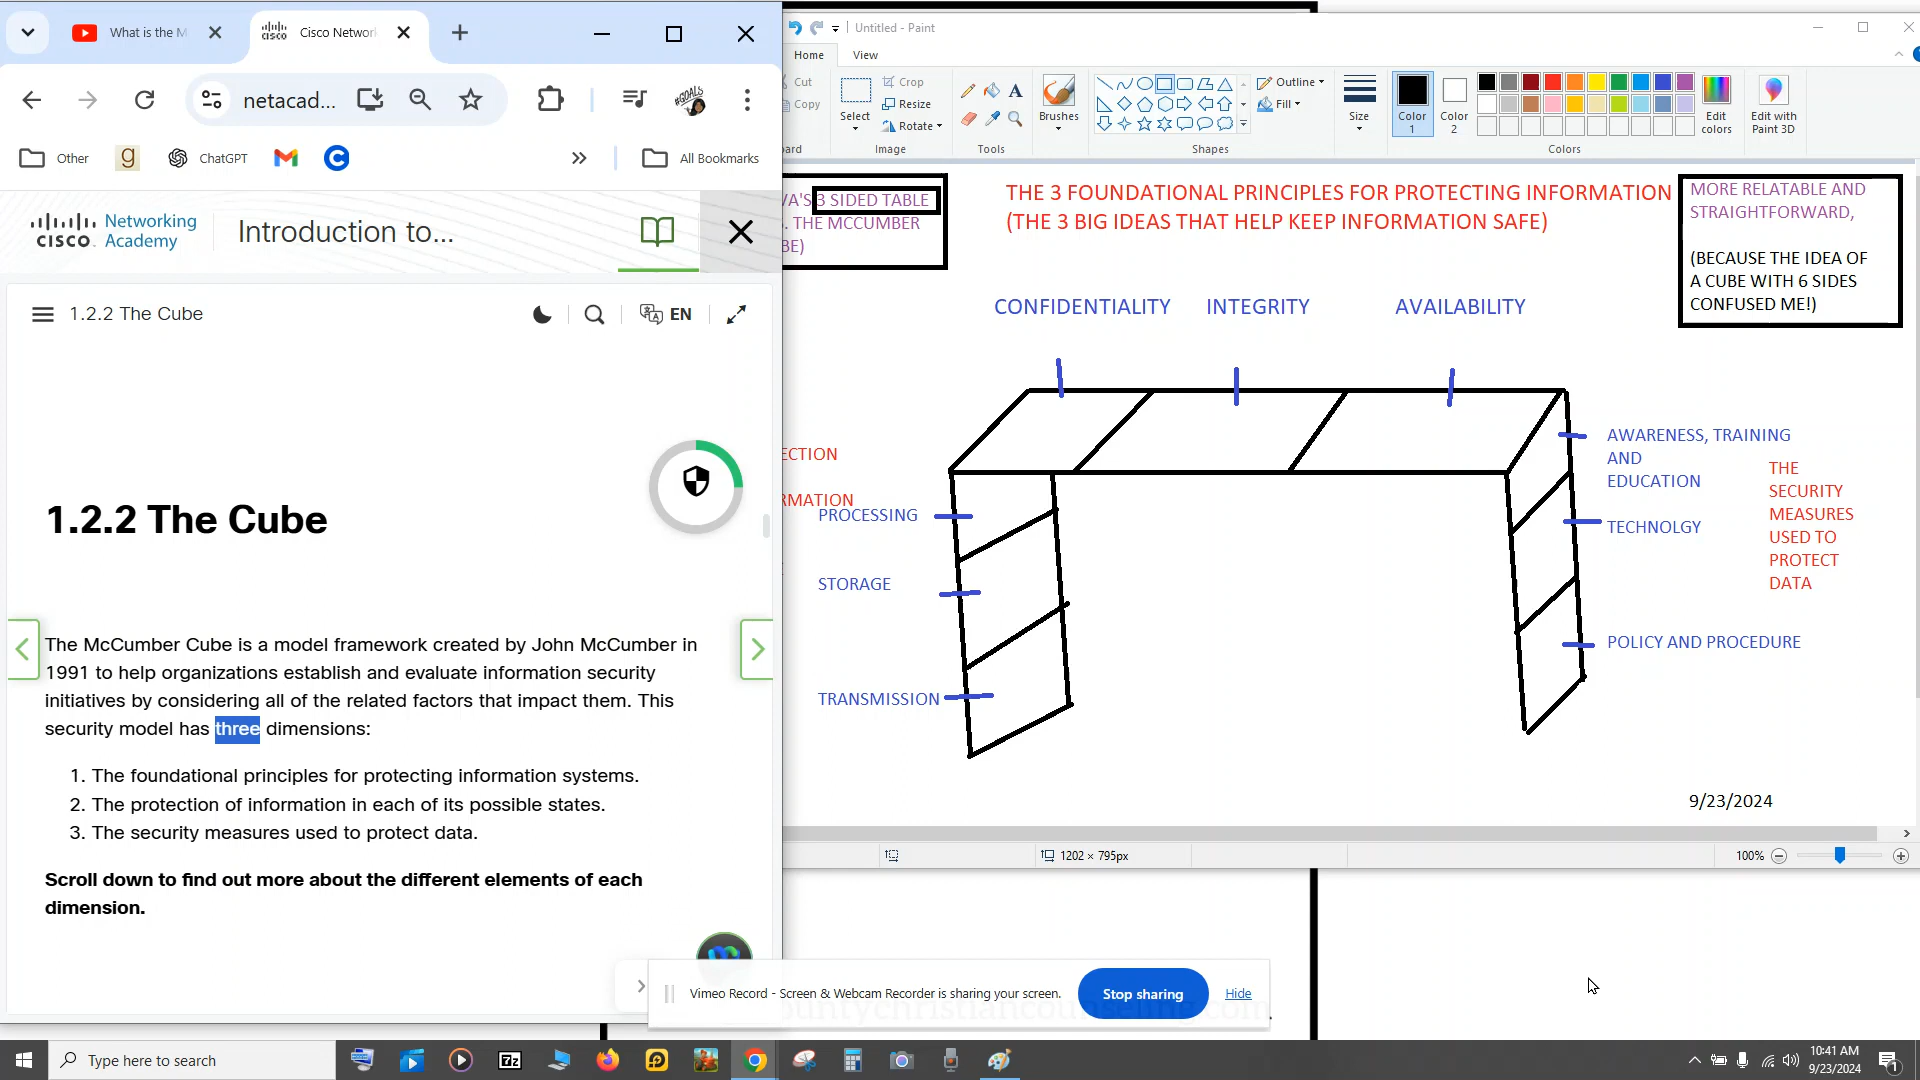 What is the M
Cisco Networ
netacad...
Other
g
ChatGPT
All Bookmarks
CISCO
Networking
Academy
Introduction to...
1.2.2 The Cube
EN
1.2.2 The Cube
The McCumber Cube is a model framework created by John McCumber in
1991 to help organizations establish and evaluate information security
initiatives by considering all of the related factors that impact them. This
security model has three dimensions:
1. The foundational principles for protecting information systems.
2. The protection of information in each of its possible states.
3. The security measures used to protect data.
Scroll down to find out more about the different elements of each
dimension.
Untitled - Paint
Home
View
Cut
Copy
Select
Crop
Resize
Rotate
Image
Tools
Brushes
Shapes
Outline
Fill
Size
Color
1
Color
2
Edit
colors
Edit with
Paint 3D
Colors
VA'S 3 SIDED TABLE
. THE MCCUMBER
BE)
THE 3 FOUNDATIONAL PRINCIPLES FOR PROTECTING INFORMATION
(THE 3 BIG IDEAS THAT HELP KEEP INFORMATION SAFE)
MORE RELATABLE AND
STRAIGHTFORWARD,
(BECAUSE THE IDEA OF
A CUBE WITH 6 SIDES
CONFUSED ME!)
CONFIDENTIALITY
INTEGRITY
AVAILABILITY
ECTION
RMATION
PROCESSING
STORAGE
TRANSMISSION
AWARENESS, TRAINING
AND
EDUCATION
TECHNOLGY
POLICY AND PROCEDURE
THE
SECURITY
MEASURES
USED TO
PROTECT
DATA
9/23/2024
1202 × 795px
100%
Vimeo Record - Screen & Webcam Recorder is sharing your screen.
Stop sharing
Hide
Type here to search
7z
10:41 AM
9/23/2024
1